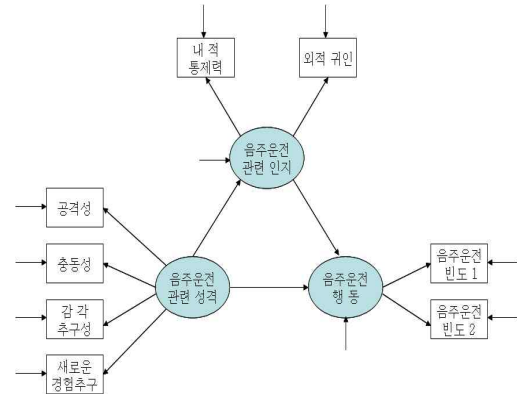 내 적
통제력
외적 귀인
음주운전
관련 인지
공격성
충동성
감 각
추구성
새로운
경험추구
음주운전
관련 성격
음주운전
행 동
음주운전
빈도 1
음주운전
빈도 2